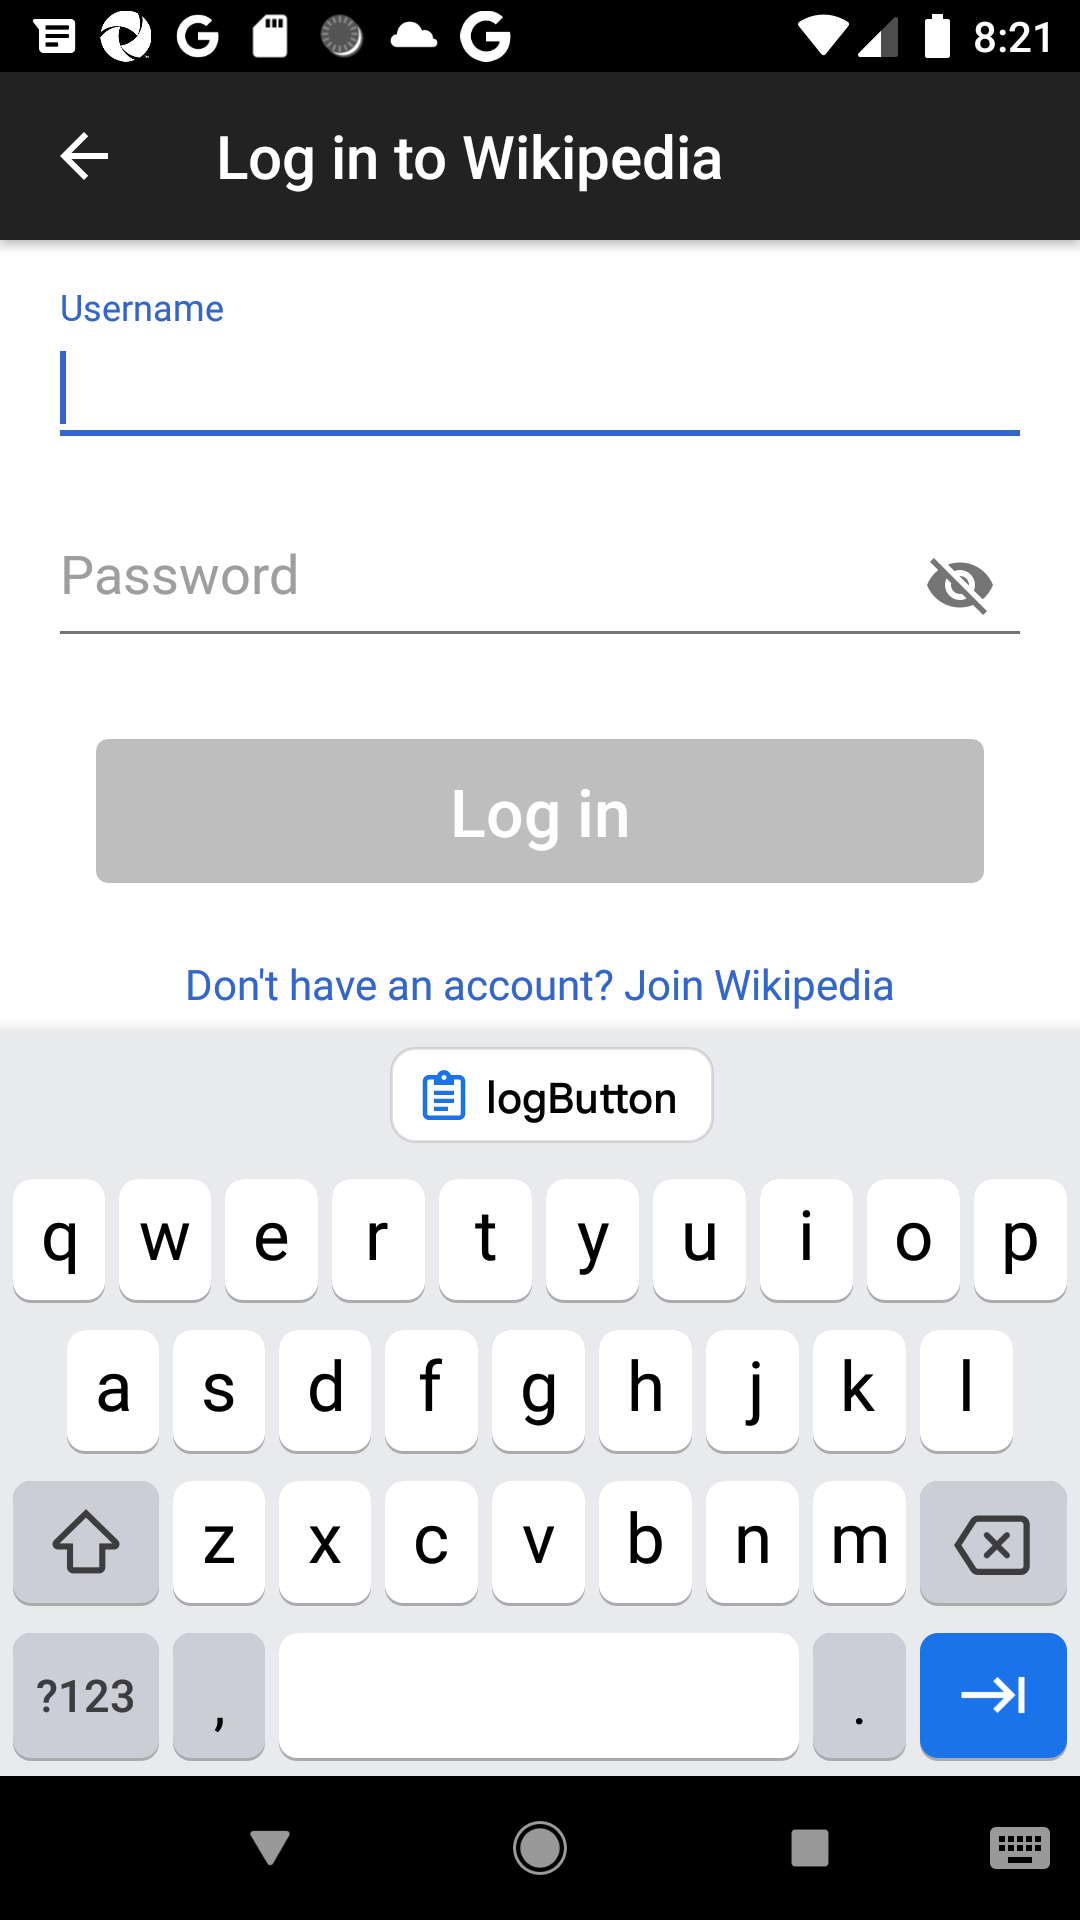 8:21
Log in to Wikipedia
Username
Password
Log in
Don't have an account? Join Wikipedia
logButton
q w e r t y u i o p
a s d f g h j k l
z x c v b n m
?123 , .